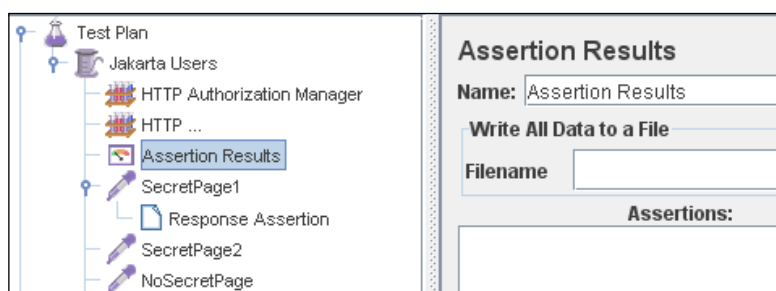 Test Plan
Jakarta Users
HTTP Authorization Manager
HTTP ...
Assertion Results
SecretPage1
Response Assertion
SecretPage2
NoSecretPage
Assertion Results
Name: Assertion Results
Write All Data to a File
Filename
Assertions: